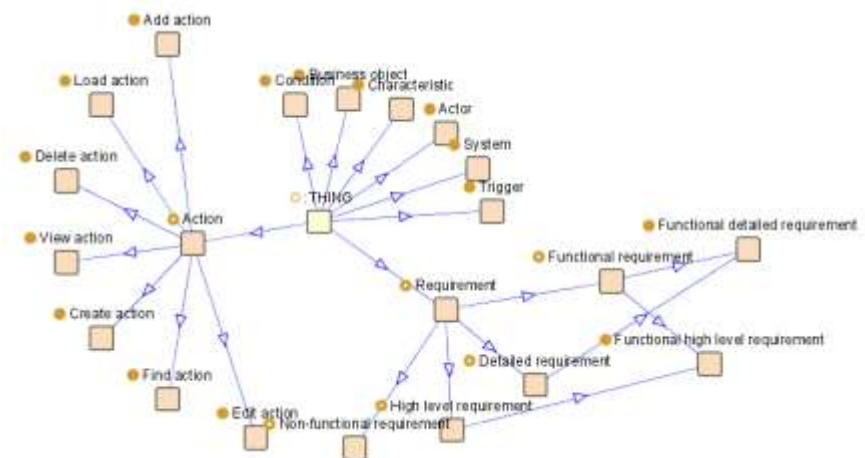 Add action
Load action
Delete action
View action
Create action
Find action
Edit action
Action
:THING
Condition
Business object
Characteristic
Actor
System
Trigger
Requirement
Functional requirement
Functional detailed requirement
Functional high level requirement
Detailed requirement
High level requirement
Non-functional requirement